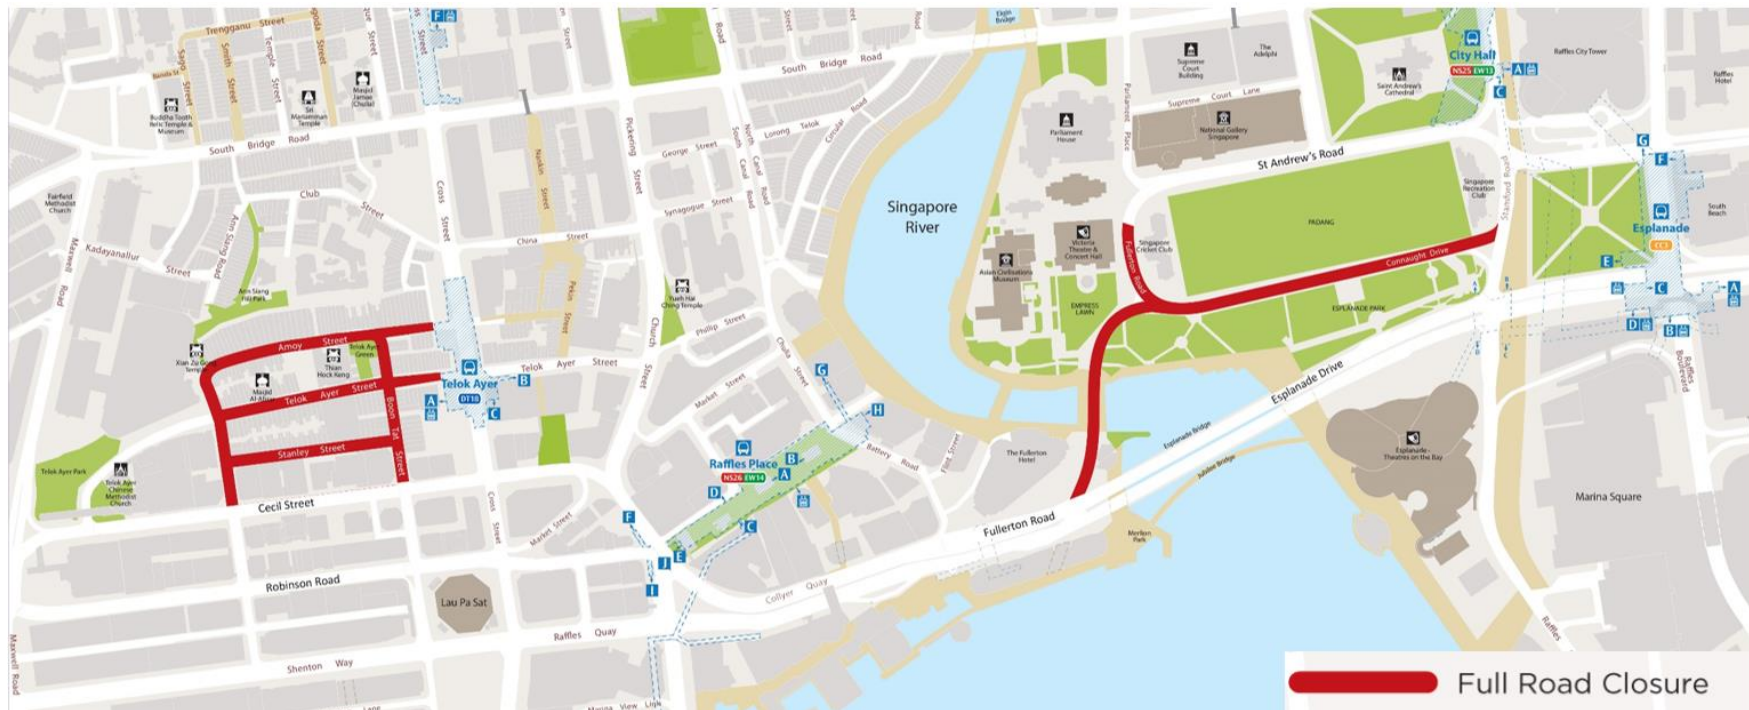 Trengganu Street
Sago Street
Smith Street
Temple Street
Banda St
Buddha Tooth
Relic Temple &
Museum
Sri
Mariamman
Temple
Masjid
Jamae
Chulial
South Bridge Road
F
Pickering Street
South Bridge Road
Lorong Telok
Circular Road
George Street
South Canal Road
North Canal Road
Synagogue Street
Nankin Street
Cross Street
Club Street
China Street
Pekin Street
Fairfield
Methodist
Church
Maxwell Road
Kadayanallur Street
Ann Siang Road
Ann Siang
Hill Park
Yueh Hai
Ching Temple
Phillip Street
Church Street
Chulia Street
Market Street
Amoy Street
Telok Ayer
Green
Thian
Hock Keng
Masjid
Al-Abrar
Telok Ayer Street
Boon Tat Street
Stanley Street
Telok Ayer
DT18
A
B
C
Telok Ayer Street
Telok Ayer Park
Telok Ayer
Chinese
Methodist
Church
Cecil Street
Cross Street
Market Street
Robinson Road
Lau Pa Sat
Shenton Way
Maxwell Road
Raffles Quay
Raffles Place
NS26 EW14
A
B
C
D
E
F
G
H
I
J
Battery Road
Flint Street
The Fullerton
Hotel
Collyer Quay
Fullerton Road
Merlion
Park
Jubilee Bridge
Esplanade Bridge
Esplanade Drive
Singapore
River
Elgin
Bridge
Parliament
House
Parliament Place
Supreme
Court
Building
The
Adelphi
Supreme Court Lane
National Gallery
Singapore
St Andrew's Road
Saint Andrew's
Cathedral
City Hall
NS25 EW13
A
C
Raffles City Tower
Raffles
Hotel
Asian Civilisations
Museum
Victoria
Theatre &
Concert Hall
EMPRESS
LAWN
Fullerton Road
Singapore
Cricket Club
PADANG
Singapore
Recreation
Club
Connaught Drive
ESPLANADE PARK
Stamford Road
G
F
South
Beach
Esplanade
CC3
E
C
A
D
B
Raffles
Boulevard
Esplanade -
Theatres on the Bay
Marina Square
Raffles
Full Road Closure